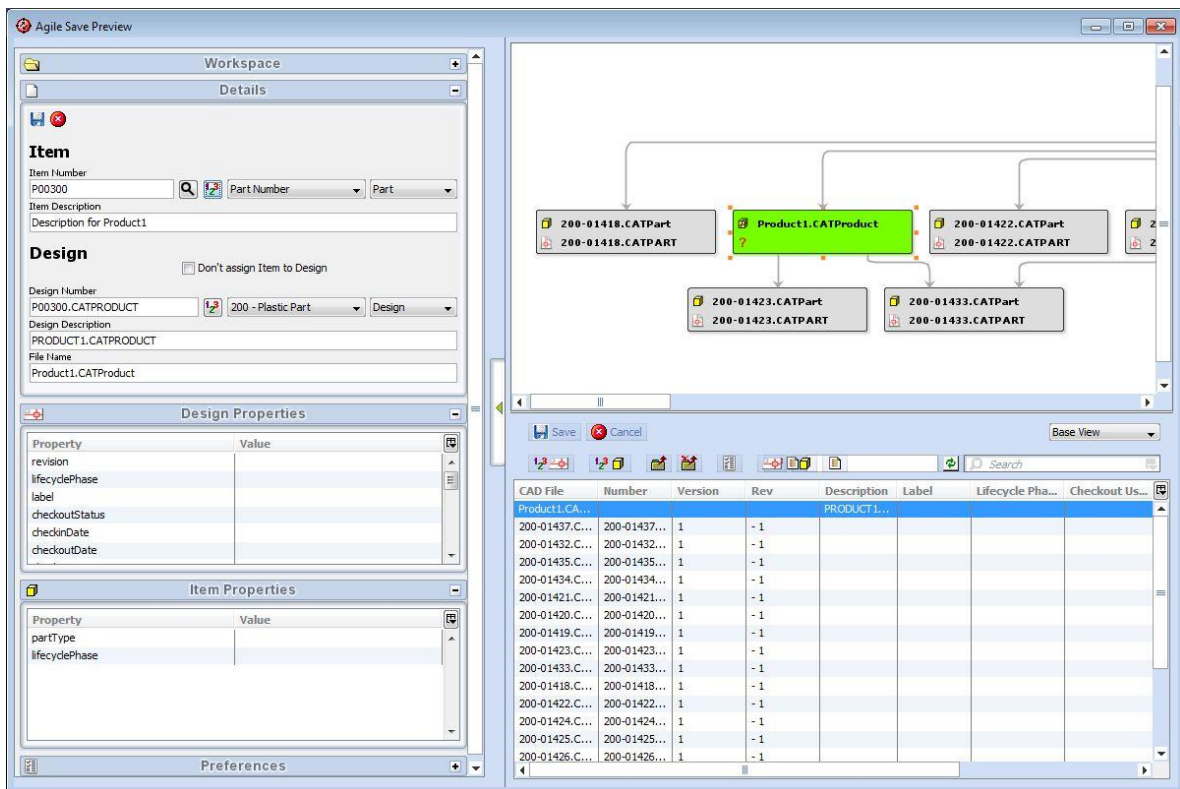 Agile Save Preview
Workspace
Details
Item
Item Number
P00300
Part Number
Part
Item Description
Description for Product1
Design
Don't assign Item to Design
Design Number
P00300.CATPRODUCT
200 - Plastic Part
Design
Design Description
PRODUCT1.CATPRODUCT
File Name
Product1.CATProduct
Design Properties
Property Value
revision
lifecyclePhase
label
checkoutStatus
checkinDate
checkoutDate
Item Properties
Property Value
partType
lifecyclePhase
Preferences
200-01418.CATPart
200-01418.CATPART
Product1.CATProduct
?
200-01422.CATPart
200-01422.CATPART
2
2
200-01423.CATPart
200-01423.CATPART
200-01433.CATPart
200-01433.CATPART
Save Cancel
Base View
Search
CAD File Number Version Rev Description Label Lifecycle Pha... Checkout Us...
Product1.CA... PRODUCT1...
200-01437.C... 200-01437... 1 - 1
200-01432.C... 200-01432... 1 - 1
200-01435.C... 200-01435... 1 - 1
200-01434.C... 200-01434... 1 - 1
200-01421.C... 200-01421... 1 - 1
200-01420.C... 200-01420... 1 - 1
200-01419.C... 200-01419... 1 - 1
200-01423.C... 200-01423... 1 - 1
200-01433.C... 200-01433... 1 - 1
200-01418.C... 200-01418... 1 - 1
200-01422.C... 200-01422... 1 - 1
200-01424.C... 200-01424... 1 - 1
200-01425.C... 200-01425... 1 - 1
200-01426.C... 200-01426... 1 - 1